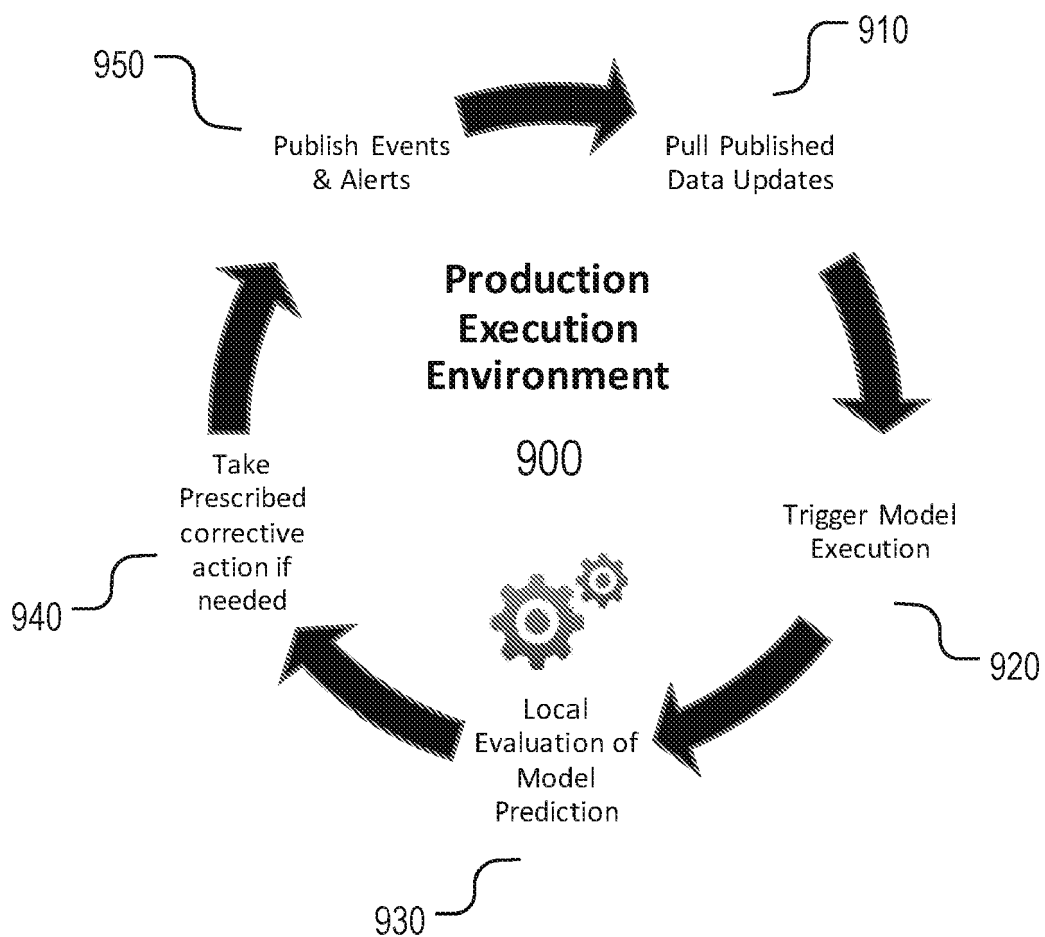 950
910
Publish Events
& Alerts
Pull Published
Data Updates
Production
Execution
Environment
900
Take
Prescribed
corrective
action if
needed
940
Trigger Model
Execution
920
Local
Evaluation of
Model
Prediction
930